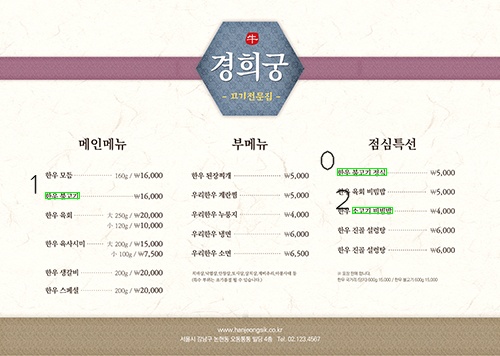 牛
경희궁
- 고기전문집 -
메인메뉴
한우 모듬 160g / ₩16,000
1
한우 불고기 ₩16,000
한우 육회 大 250g / ₩20,000
小 120g / ₩10,000
한우 육사시미 大 200g / ₩15,000
小 100g / ₩7,500
한우 생갈비 200g / ₩20,000
한우 스페셜 200g / ₩20,000
부메뉴
한우 된장찌개 ₩5,000
우리한우 계란찜 ₩5,000
우리한우 누룽지 ₩4,000
우리한우 냉면 ₩6,000
우리한우 소면 ₩6,500
점심특선
0
한우 불고기 정식 ₩5,000
한우 육회 비빔밥 ₩5,000
2
한우 소고기 비빔밥 ₩4,000
한우 진골 설렁탕 ₩6,000
한우 진골 설렁탕 ₩6,000
www.hanjeongsik.co.kr
서울시 강남구 논현동 오동통통 빌딩 4층 Tel. 02.123.4567